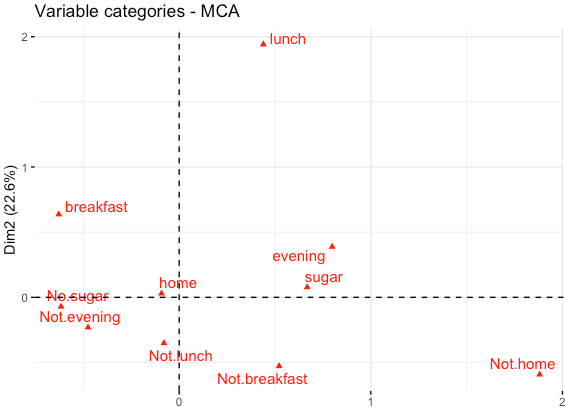 Variable categories - MCA
2
lunch
1
Dim2 (22.6%)
breakfast
evening
sugar
home
0
No.sugar
Not.evening
Not.lunch
Not.home
Not.breakfast
0
1
2